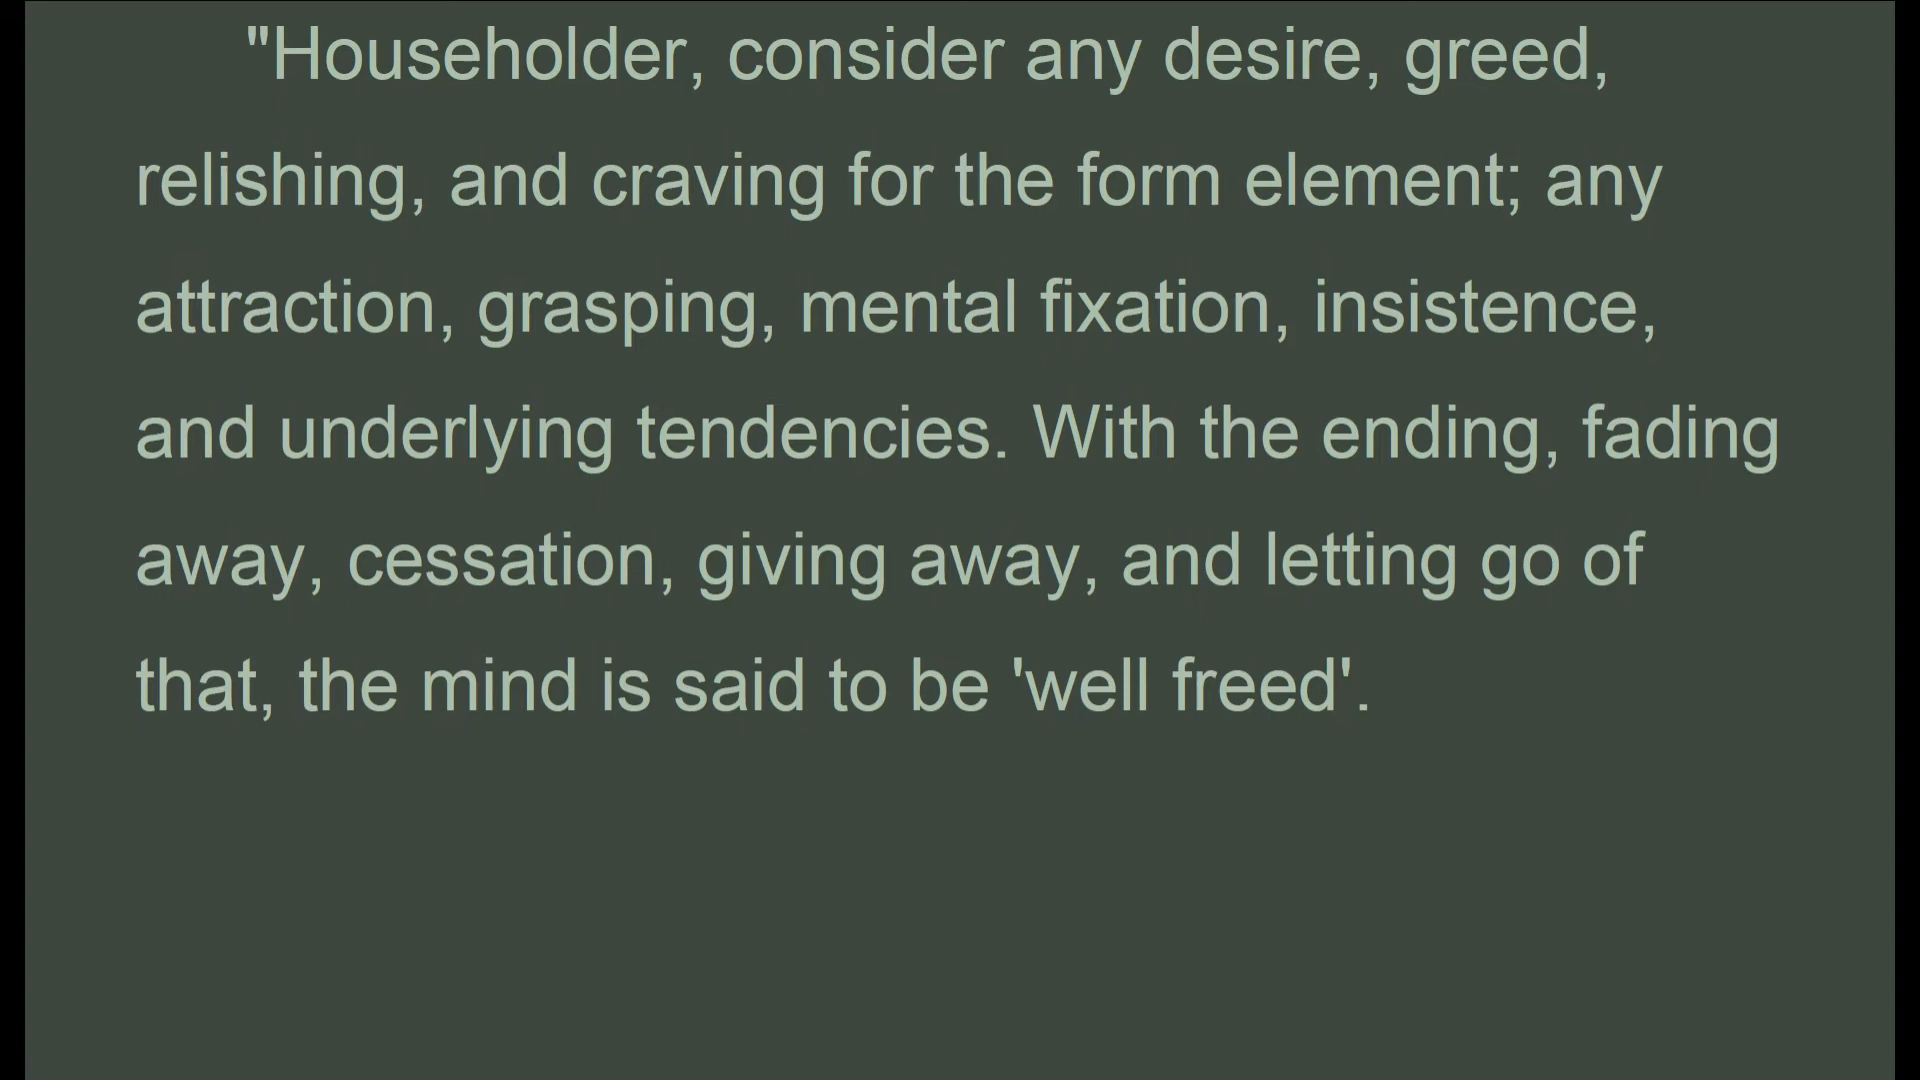 "Householder, consider any desire, greed,
relishing, and craving for the form element; any
attraction, grasping, mental fixation, insistence,
and underlying tendencies. With the ending, fading
away, cessation, giving away, and letting go of
that, the mind is said to be 'well freed'.